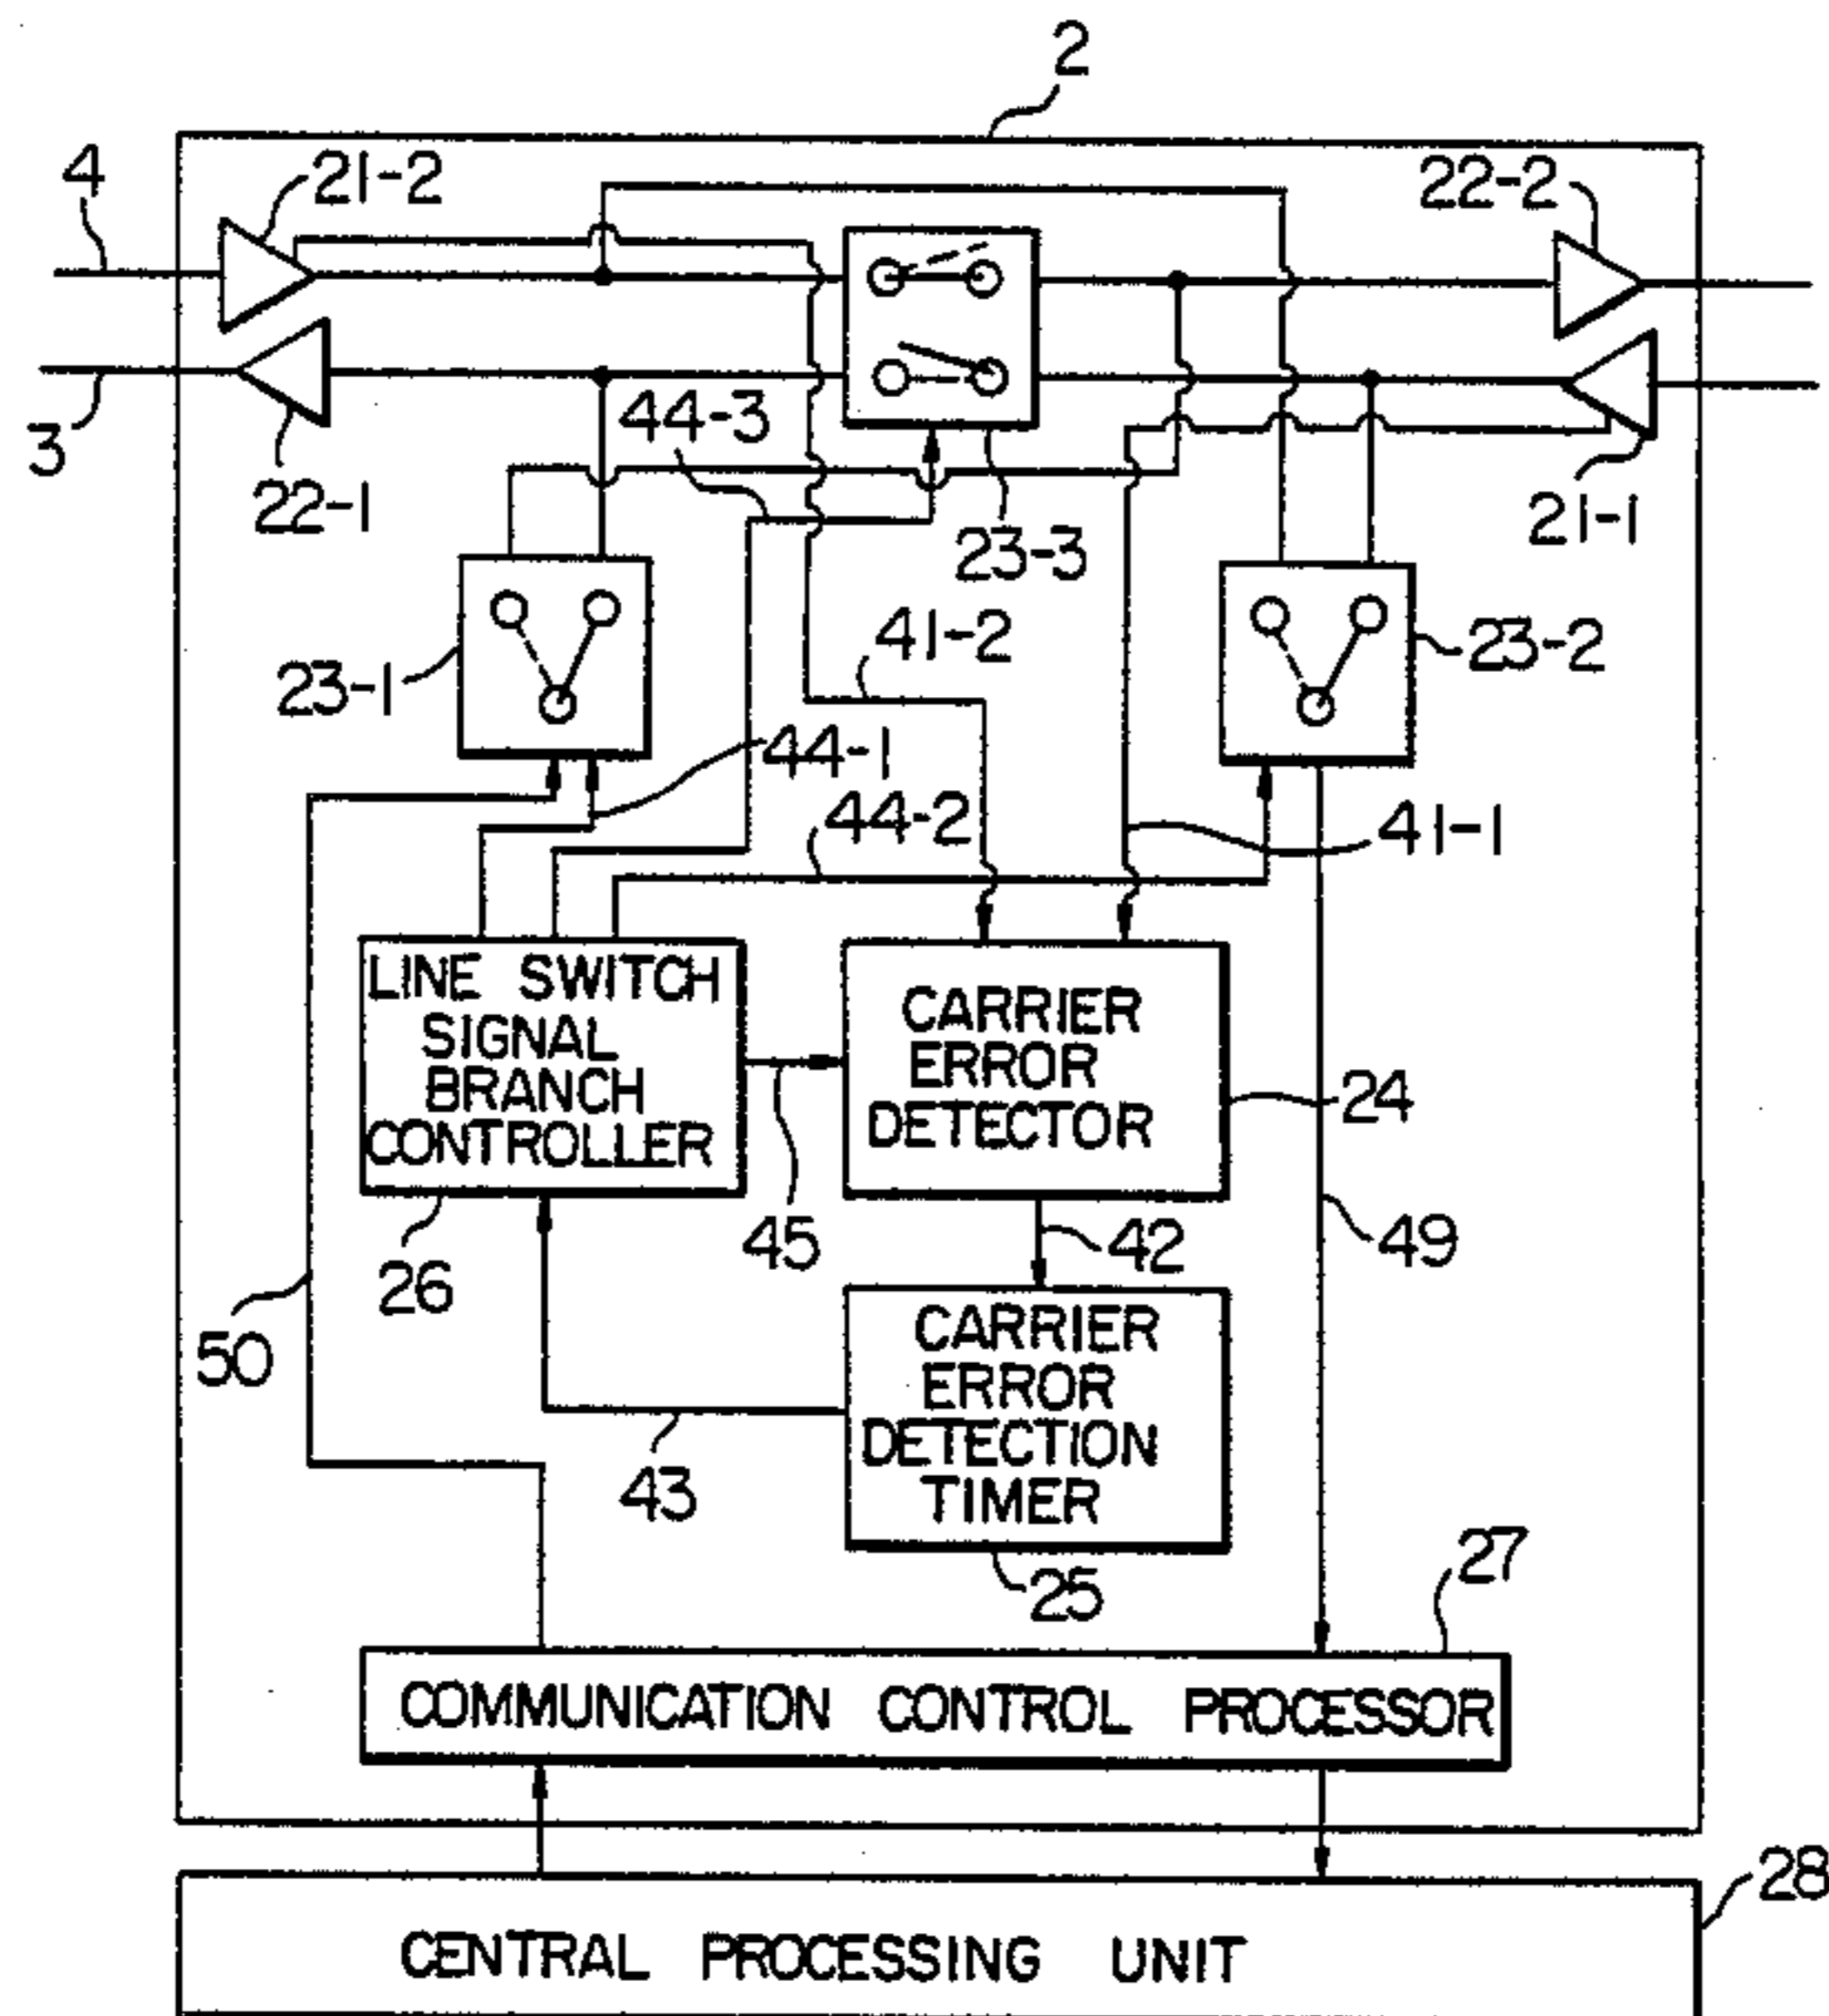 2
4
21-2
22-2
3
22-1
44-3
23-3
21-1
23-1
41-2
23-2
44-1
44-2
41-1
LINE SWITCH
SIGNAL
BRANCH
CONTROLLER
CARRIER
ERROR
DETECTOR
24
26
45
42
49
50
43
CARRIER
ERROR
DETECTION
TIMER
25
27
COMMUNICATION CONTROL PROCESSOR
28
CENTRAL PROCESSING UNIT